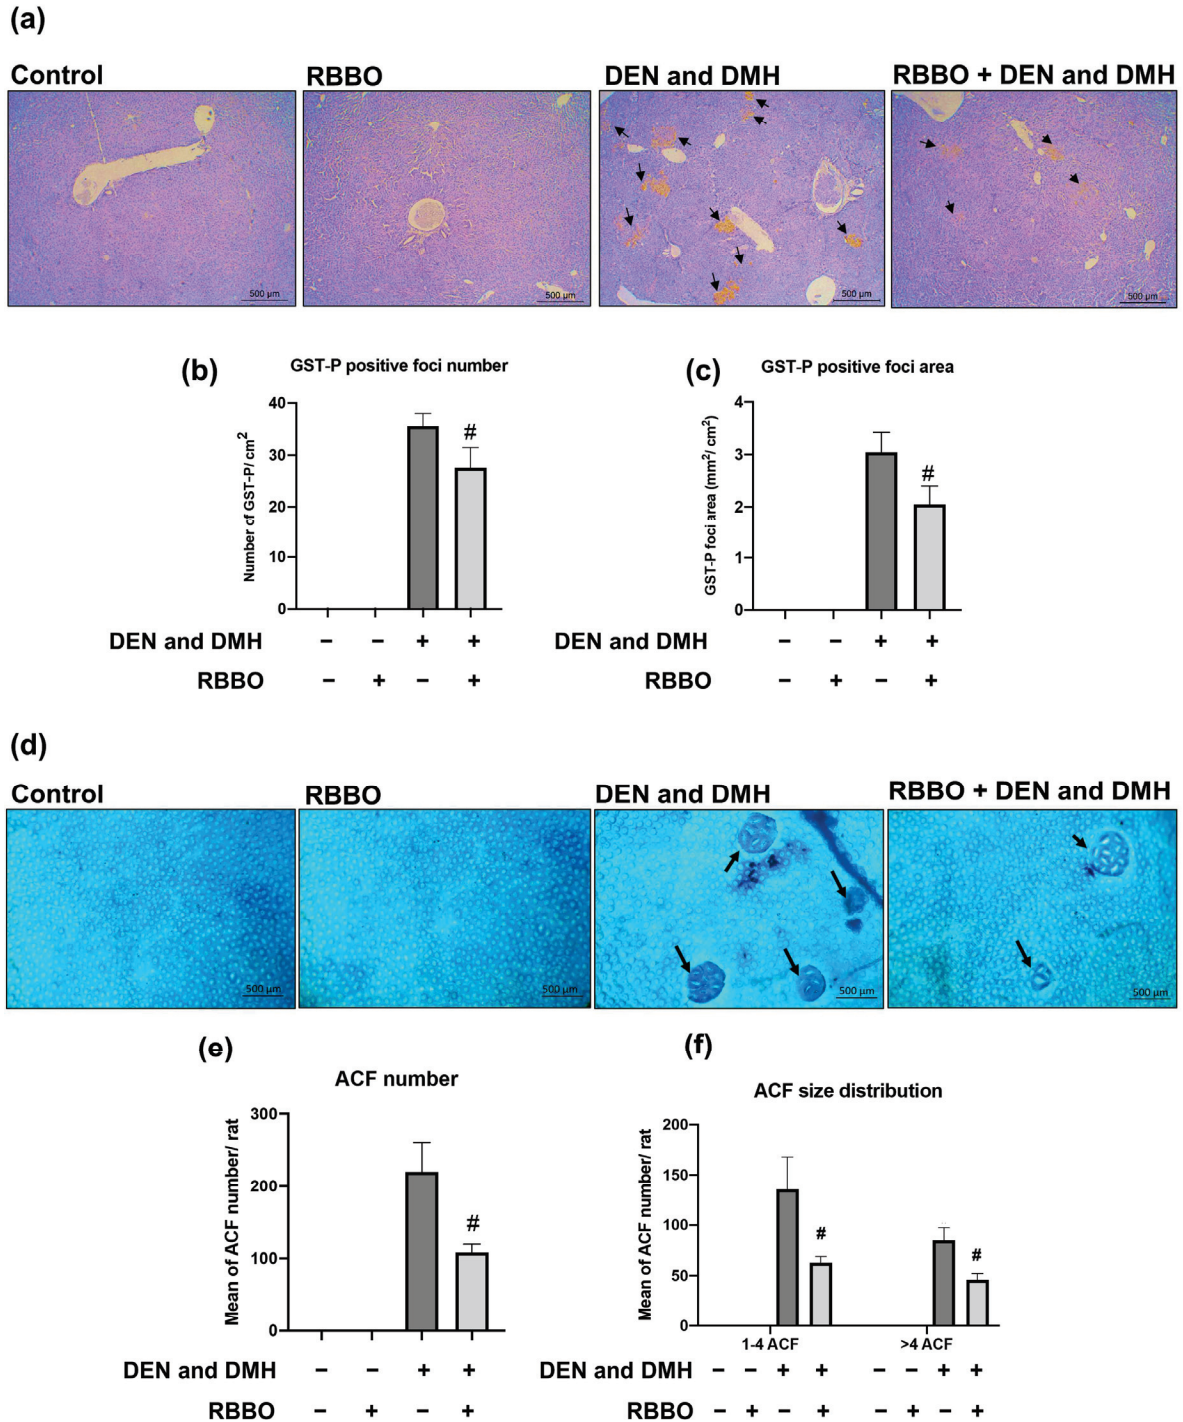 (a)
Control RBBO DEN and DMH RBBO + DEN and DMH
500 µm 500 µm 500 µm 500 µm
(b) GST-P positive foci number
Number of GST-P/ cm²
40
30
20
10
0
DEN and DMH − − + +
RBBO − + − +
#
(c) GST-P positive foci area
GST-P foci area (mm²/ cm²)
4
3
2
1
0
#
DEN and DMH − − + +
RBBO − + − +
(d)
Control RBBO DEN and DMH RBBO + DEN and DMH
500 µm 500 µm 500 µm 500 µm
(e)
ACF number
Mean of ACF number/ rat
300
200
100
0
#
DEN and DMH − − + +
RBBO − + − +
(f)
ACF size distribution
Mean of ACF number/ rat
200
150
100
50
0
# #
1-4 ACF >4 ACF
DEN and DMH − − + + − − + +
RBBO − + − + − + − +